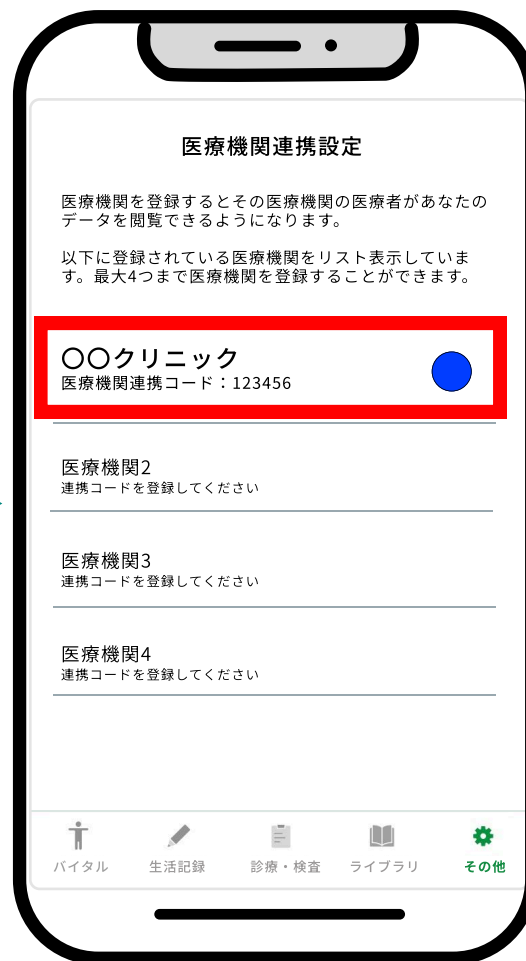 医療機関連携設定
医療機関を登録するとその医療機関の医療者があなたの
データを閲覧できるようになります。
以下に登録されている医療機関をリスト表示していま
す。最大4つまで医療機関を登録することができます。
〇〇クリニック
医療機関連携コード：123456
医療機関2
連携コードを登録してください
医療機関3
連携コードを登録してください
医療機関4
連携コードを登録してください
バイタル 生活記録 診療・検査 ライブラリ その他